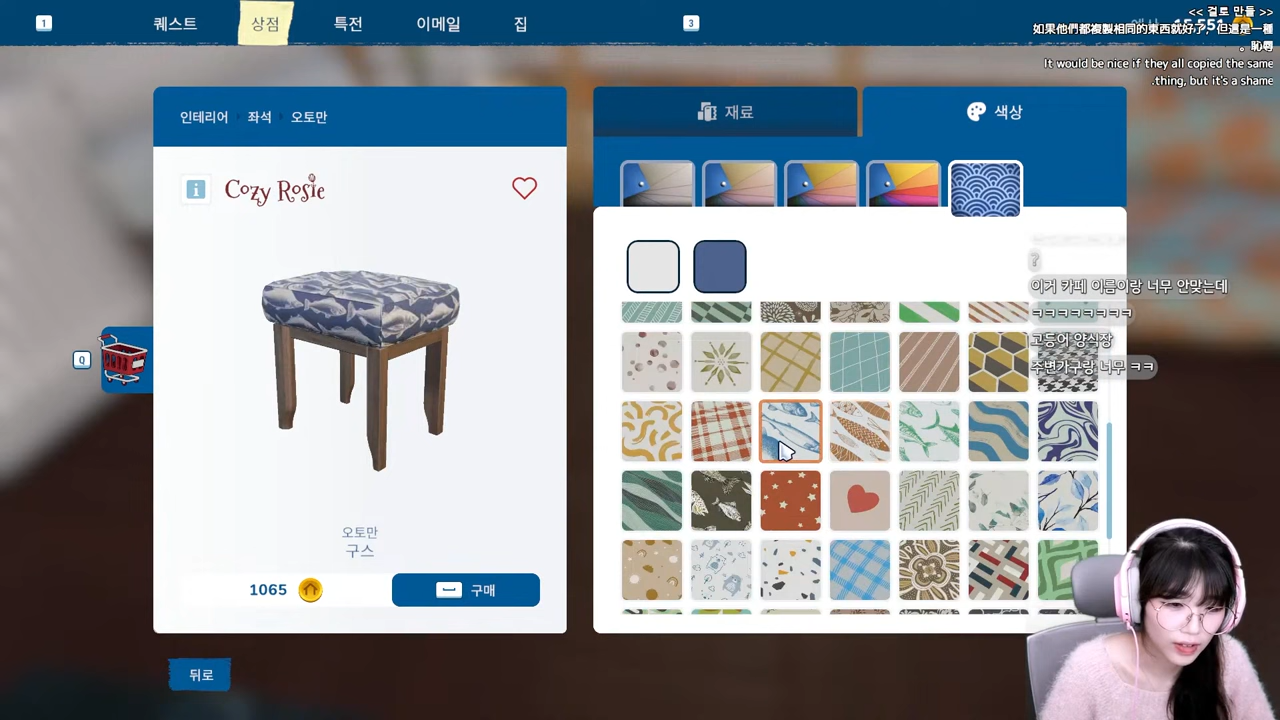 1
퀘스트
상점
특전
이메일
집
3
<< 걸로 만들 >>
如果他們都複製相同的東西就好了，但這是一種
恥辱。
It would be nice if they all copied the same
thing, but it's a shame.
인테리어 좌석 오토만
재료
색상
i
Cozy Rosie
Q
?
이거 카페 이름이랑 너무 안맞는데
ㅋㅋㅋㅋㅋㅋㅋㅋ
고등어 양식장
주변가구랑 너무 ㅋㅋ
오토만
구스
1065
구매
뒤로